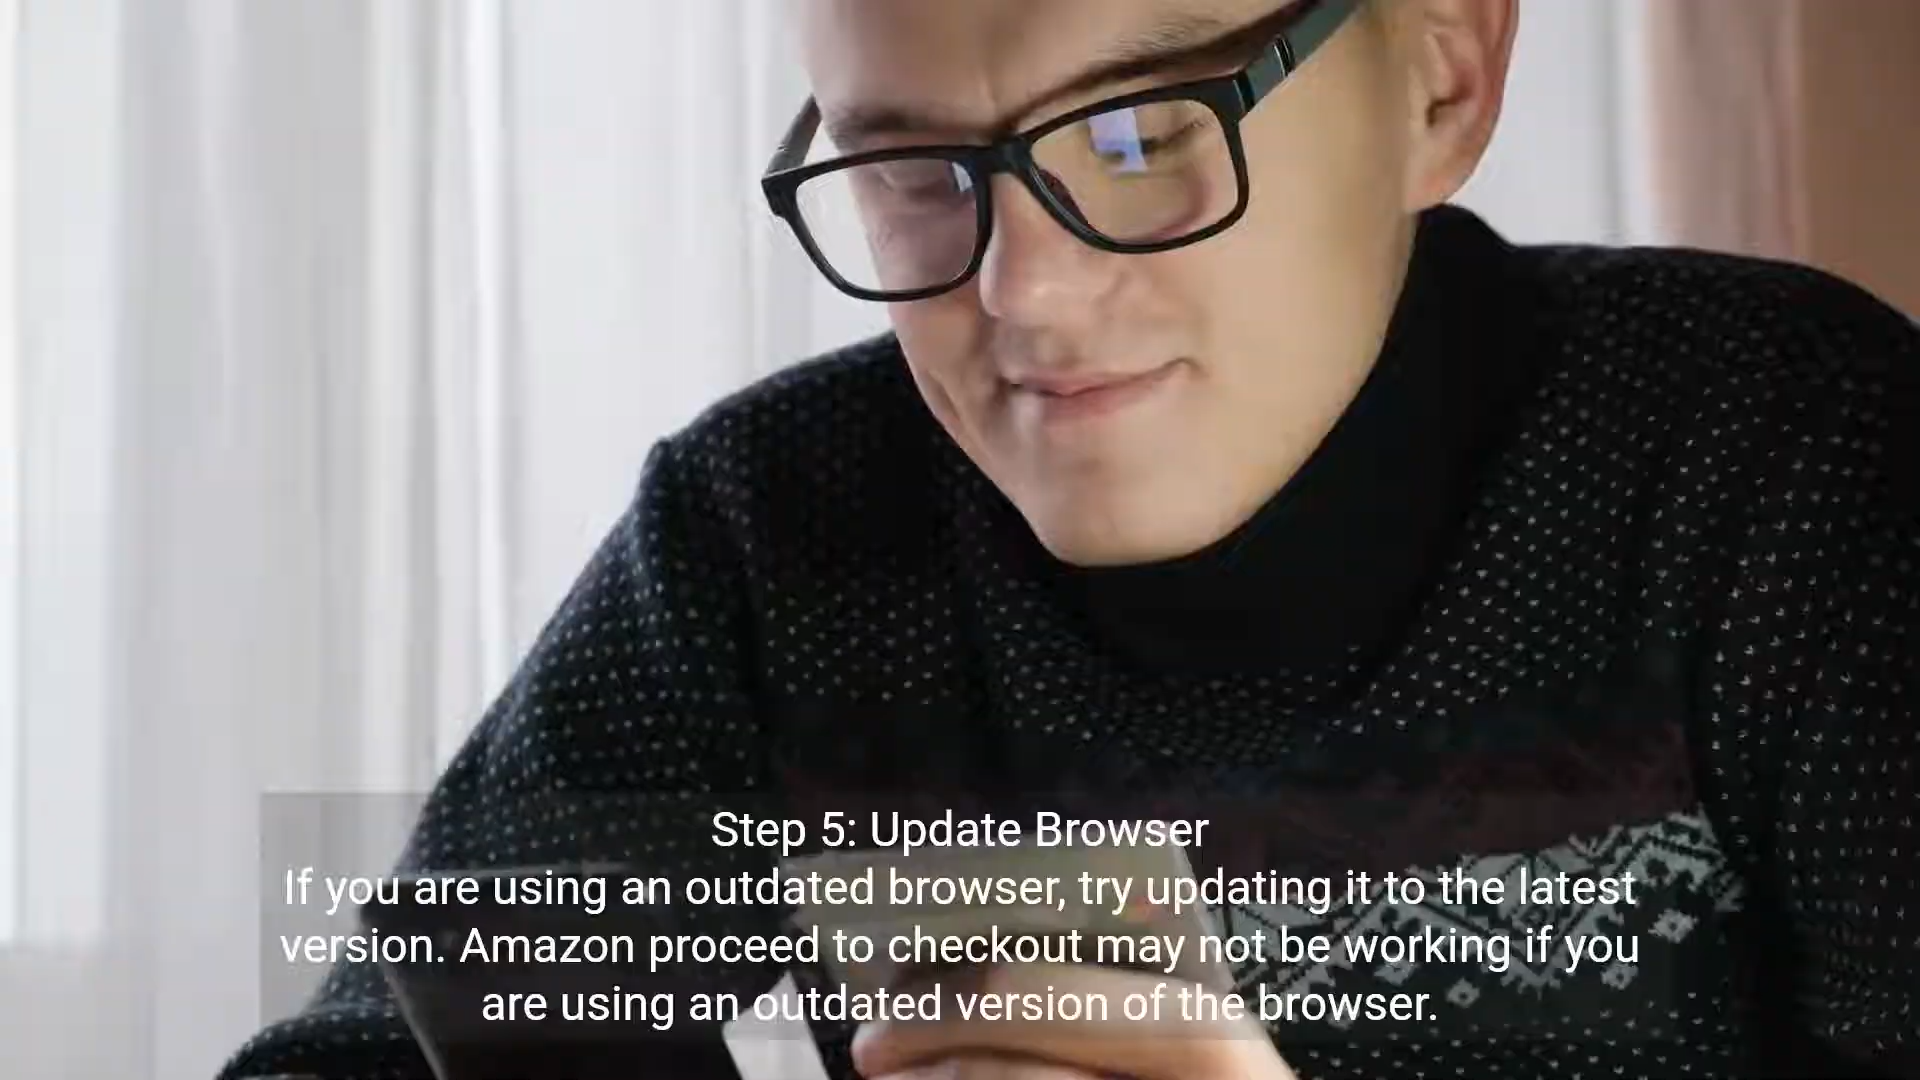 Step 5: Update Browser
If you are using an outdated browser, try updating it to the latest
version. Amazon proceed to checkout may not be working if you
are using an outdated version of the browser.